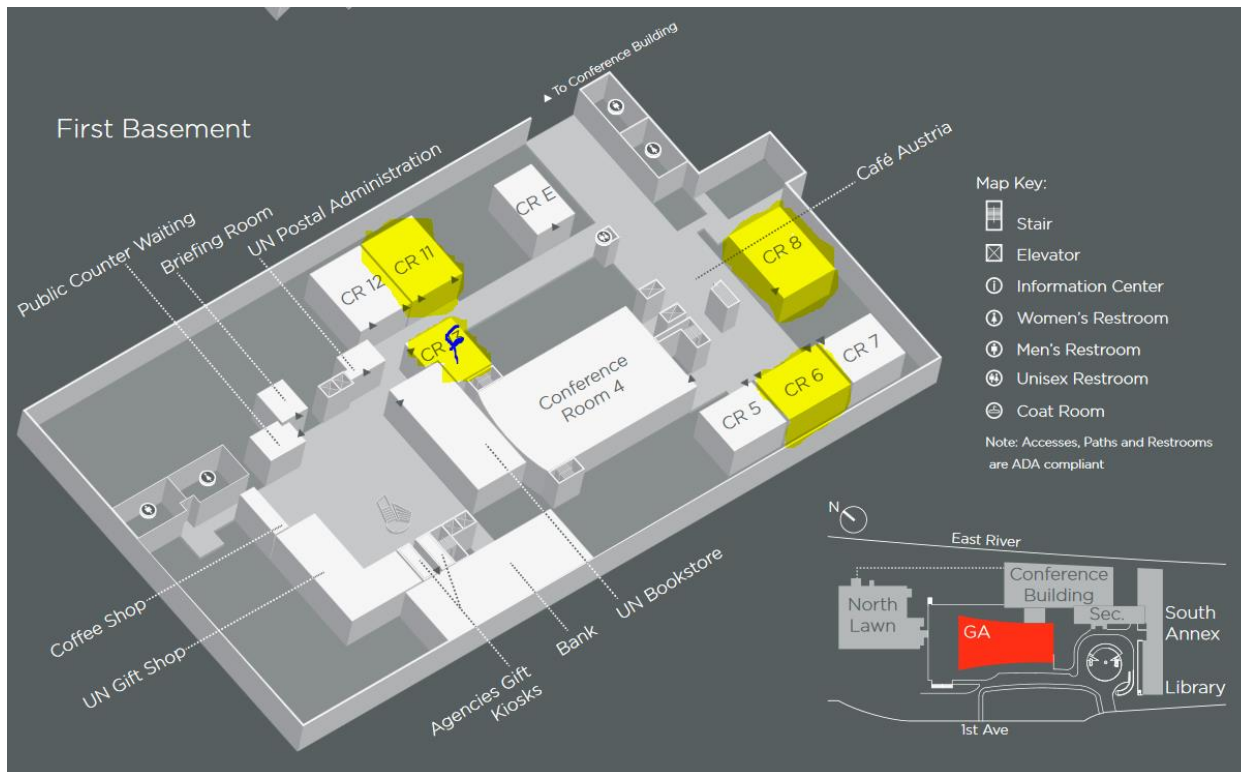 To Conference Building
First Basement
Café Austria
UN Postal Administration
Briefing Room
Public Counter Waiting
CR E
CR 11
CR 12
CR
F
CR 8
CR 7
CR 6
CR 5
Conference
Room 4
Coffee Shop
UN Gift Shop
Agencies Gift
Kiosks
Bank
UN Bookstore
Map Key:
Stair
Elevator
Information Center
Women's Restroom
Men's Restroom
Unisex Restroom
Coat Room
Note: Accesses, Paths and Restrooms
are ADA compliant
N
East River
Conference
Building
North
Lawn
GA
Sec.
South
Annex
Library
1st Ave